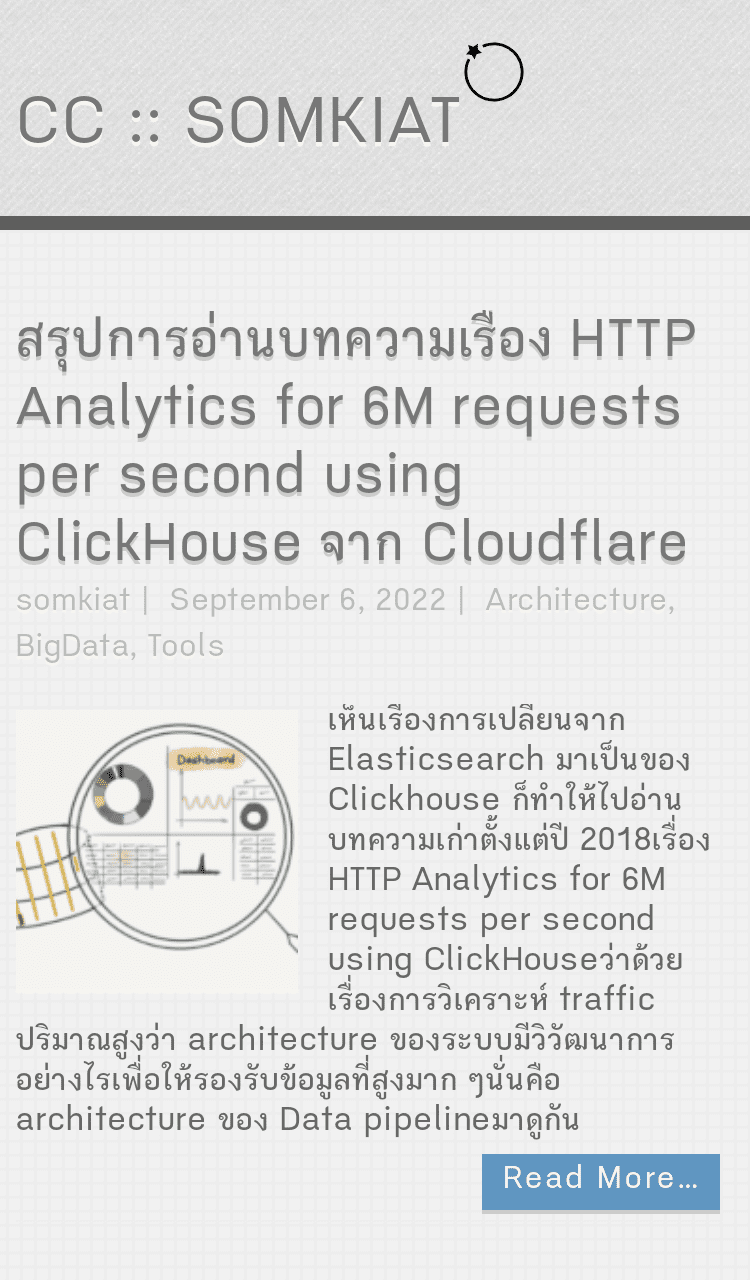 CC :: SOMKIAT
สรุปการอ่านบทความเรื่อง HTTP
Analytics for 6M requests
per second using
ClickHouse จาก Cloudflare
somkiat | September 6, 2022 | Architecture,
BigData, Tools
Dashboard
เห็นเรื่องการเปลี่ยนจาก
Elasticsearch มาเป็นของ
Clickhouse ก็ทำให้ไปอ่าน
บทความเก่าตั้งแต่ปี 2018เรื่อง
HTTP Analytics for 6M
requests per second
using ClickHouseว่าด้วย
เรื่องการวิเคราะห์ traffic
ปริมาณสูงว่า architecture ของระบบมีวิวัฒนาการ
อย่างไรเพื่อให้รองรับข้อมูลที่สูงมาก ๆนั่นคือ
architecture ของ Data pipelineมาดูกัน
Read More...